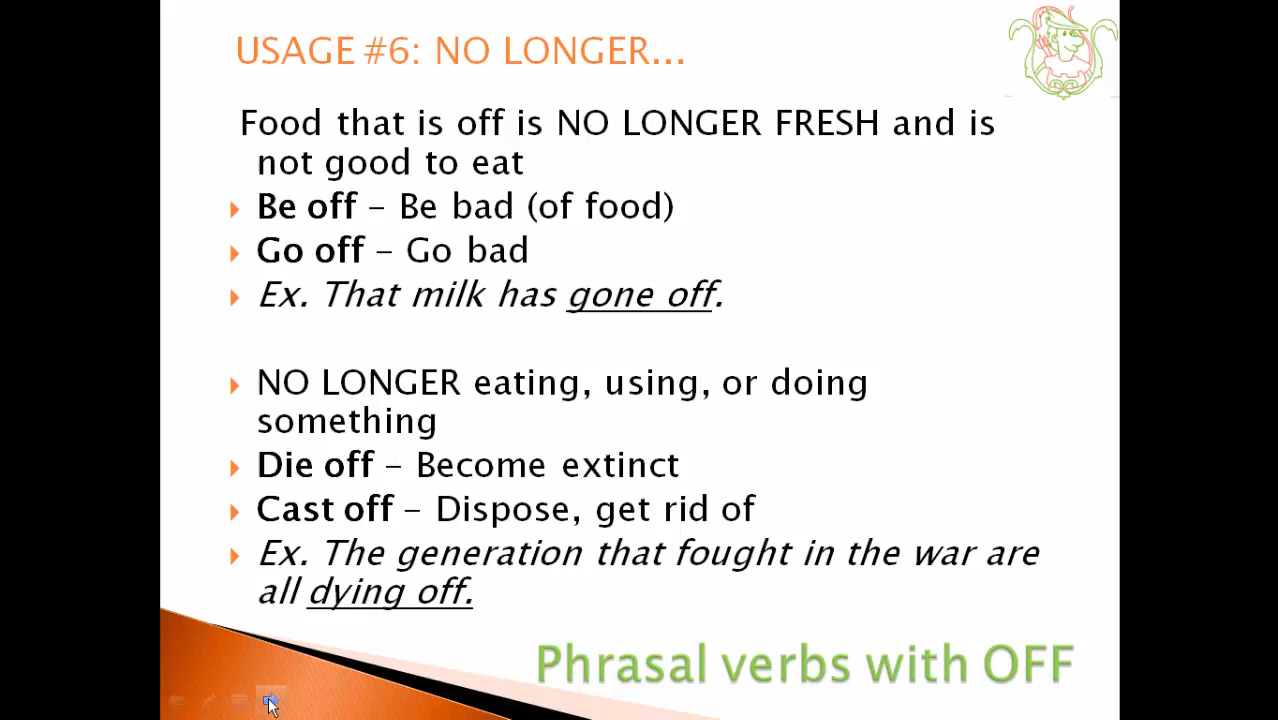 USAGE #6: NO LONGER...
Food that is off is NO LONGER FRESH and is
not good to eat
Be off – Be bad (of food)
Go off – Go bad
Ex. That milk has gone off.
NO LONGER eating, using, or doing
something
Die off – Become extinct
Cast off – Dispose, get rid of
Ex. The generation that fought in the war are
all dying off.
Phrasal verbs with OFF